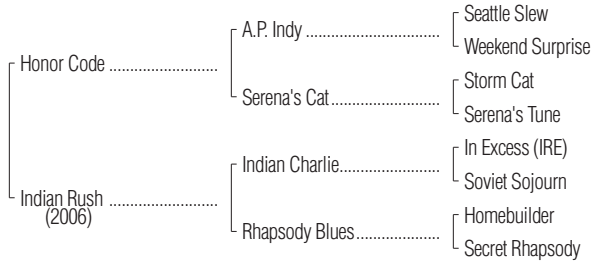 Seattle Slew
A.P. Indy ................................
Weekend Surprise
Honor Code ..........................
Storm Cat
Serena's Cat..........................
Serena's Tune
In Excess (IRE)
Indian Charlie........................
Soviet Sojourn
Indian Rush ..........................
(2006)
Homebuilder
Rhapsody Blues....................
Secret Rhapsody